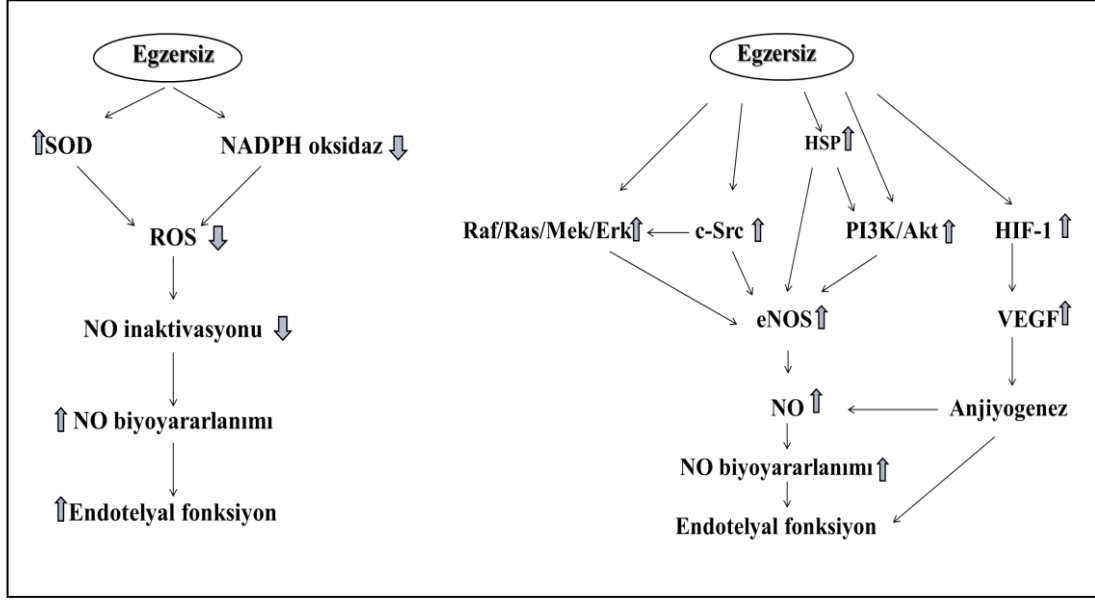 Egzersiz
SOD
NADPH oksidaz
ROS
NO inaktivasyonu
NO biyoyararlanımı
Endotelyal fonksiyon
Egzersiz
HSP
Raf/Ras/Mek/Erk
c-Src
PI3K/Akt
HIF-1
eNOS
VEGF
NO
Anjiyogenez
NO biyoyararlanımı
Endotelyal fonksiyon